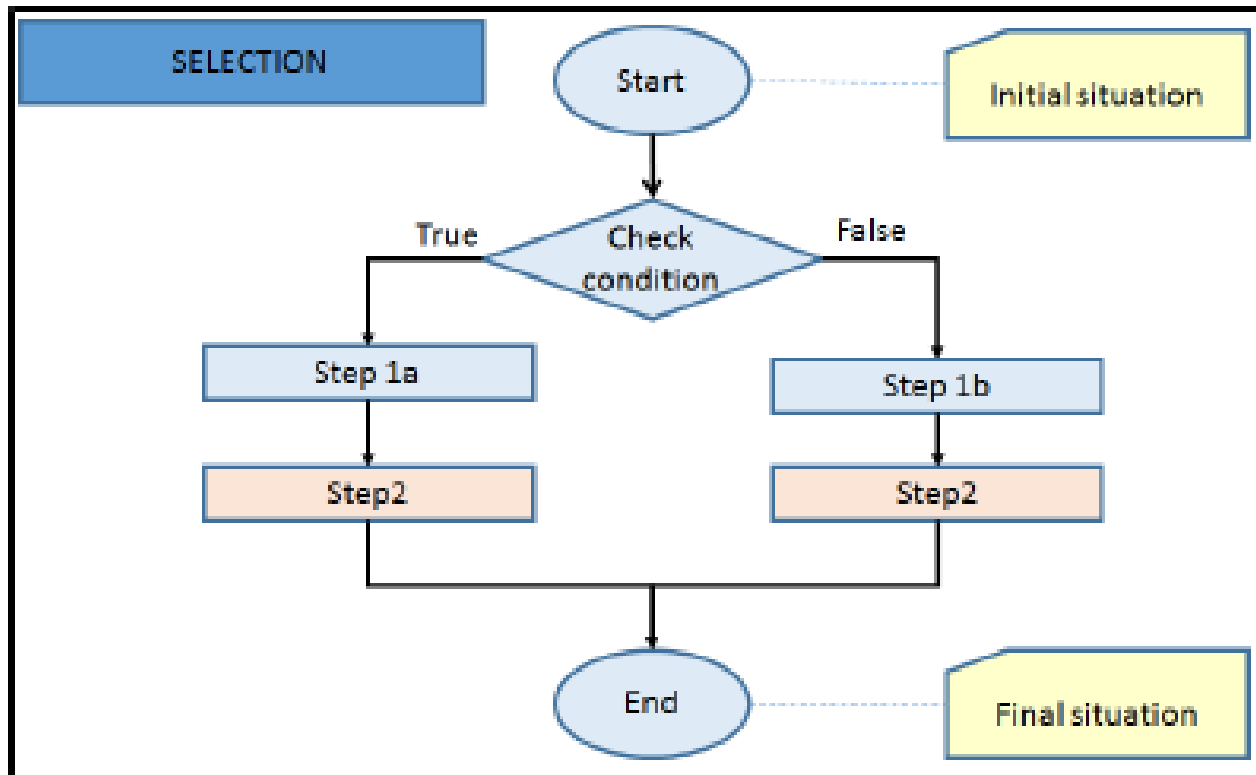 SELECTION
Start
Initial situation
True
Check
condition
False
Step 1a
Step 1b
Step2
Step2
End
Final situation